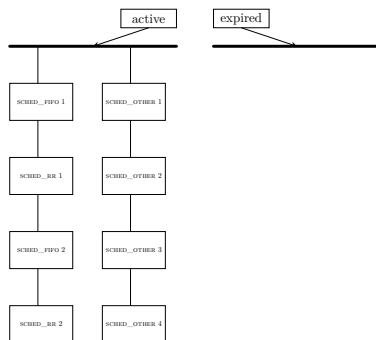 active expired
SCHED_FIFO 1 SCHED_OTHER 1
SCHED_RR 1 SCHED_OTHER 2
SCHED_FIFO 2 SCHED_OTHER 3
SCHED_RR 2 SCHED_OTHER 4